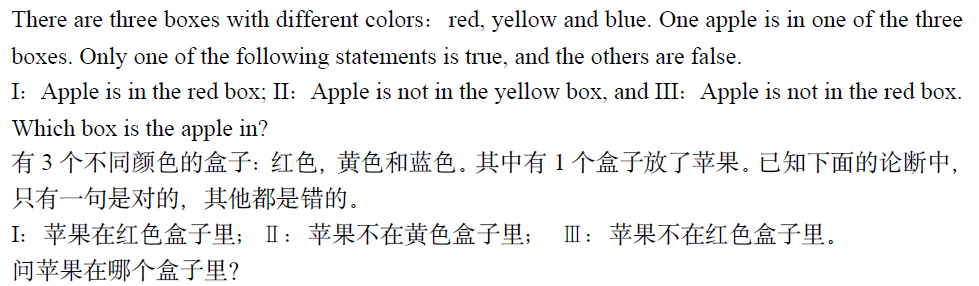 There are three boxes with different colors： red, yellow and blue. One apple is in one of the three
boxes. Only one of the following statements is true, and the others are false.
I：Apple is in the red box; II：Apple is not in the yellow box, and III：Apple is not in the red box.
Which box is the apple in?
有 3 个不同颜色的盒子：红色，黄色和蓝色。其中有 1 个盒子放了苹果。已知下面的论断中，
只有一句是对的，其他都是错的。
I：苹果在红色盒子里；Ⅱ：苹果不在黄色盒子里； Ⅲ：苹果不在红色盒子里。
问苹果在哪个盒子里？